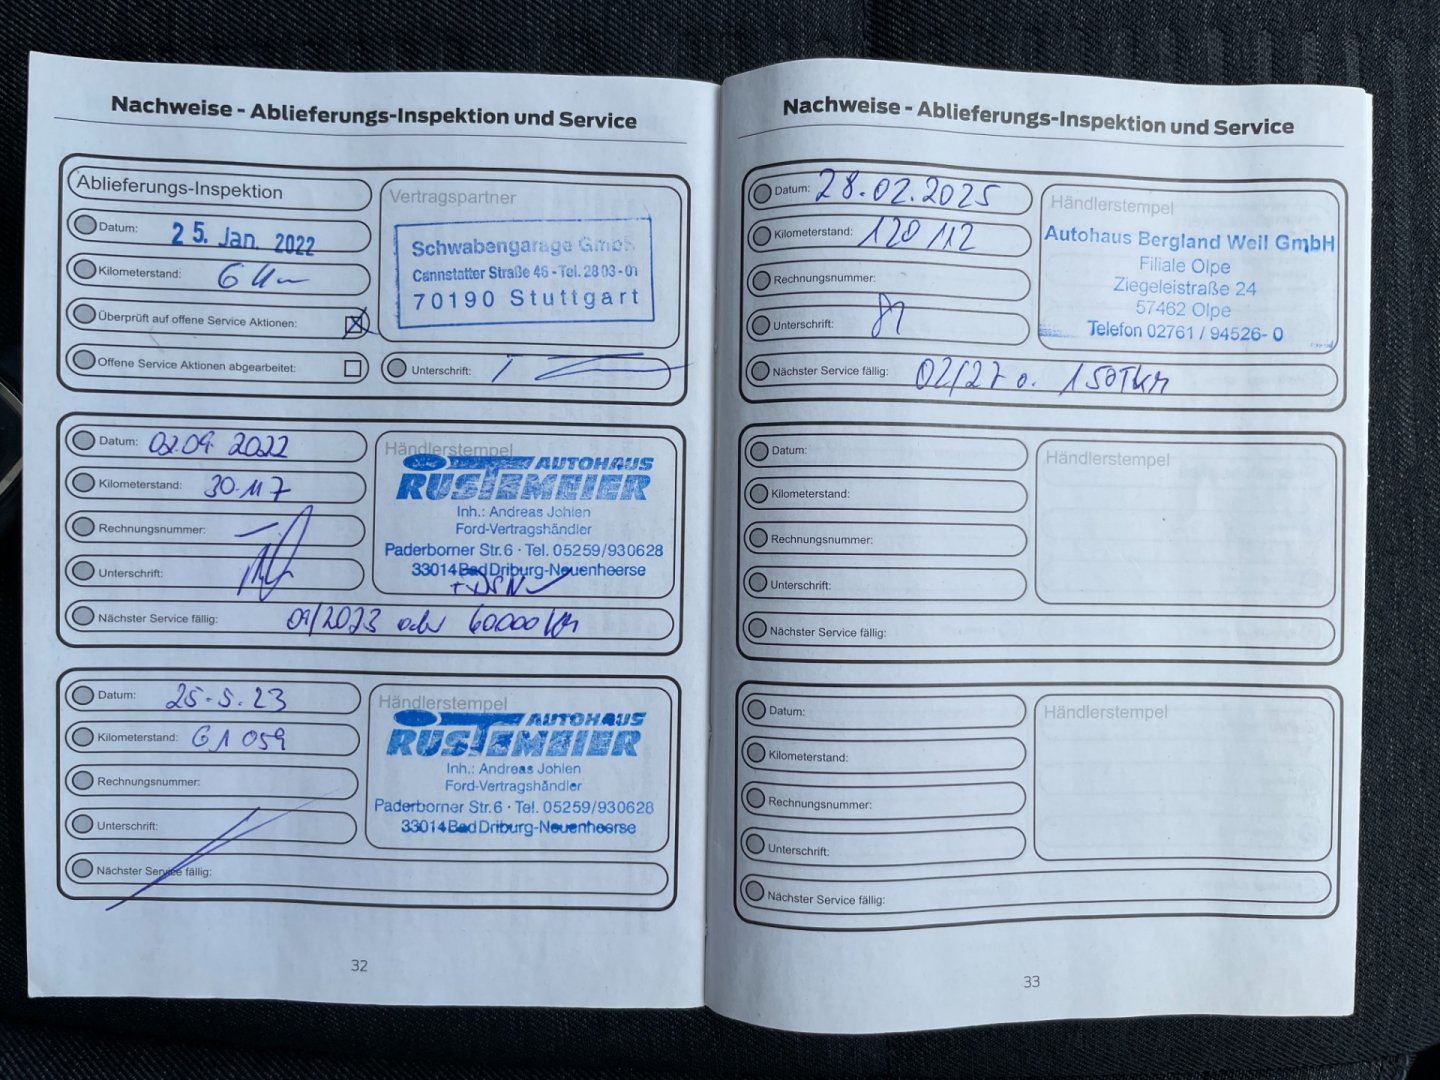 Nachweise - Ablieferungs-Inspektion und Service
Ablieferungs-Inspektion
Datum: 25. Jan. 2022
Kilometerstand: 6 km
Überprüft auf offene Service Aktionen:
Offene Service Aktionen abgearbeitet:
Vertragspartner
Schwabengarage GmbH
Cannstatter Straße 46 - Tel. 28 03 - 01
70190 Stuttgart
Unterschrift:
Datum: 02.09. 2022
Kilometerstand: 30.117
Rechnungsnummer:
Unterschrift:
Händlerstempel
AUTOHAUS
RUSTEMEIER
Inh.: Andreas Johlen
Ford-Vertragshändler
Paderborner Str. 6 · Tel. 05259/930628
33014 Bad Driburg-Neuenheerse
+ DSN
Nächster Service fällig: 09/2023 oder 60000 km
Datum: 25.5.23
Kilometerstand: 61 059
Rechnungsnummer:
Unterschrift:
Händlerstempel
AUTOHAUS
RUSTEMEIER
Inh.: Andreas Johlen
Ford-Vertragshändler
Paderborner Str. 6 · Tel. 05259/930628
33014 Bad Driburg-Neuenheerse
Nächster Service fällig:
32
Nachweise - Ablieferungs-Inspektion und Service
Datum: 28.02.2025
Kilometerstand: 120 112
Rechnungsnummer:
Unterschrift:
Händlerstempel
Autohaus Bergland Weil GmbH
Filiale Olpe
Ziegeleistraße 24
57462 Olpe
Telefon 02761 / 94526- 0
Nächster Service fällig: 02/27 o. 150Tkm
Datum:
Kilometerstand:
Rechnungsnummer:
Unterschrift:
Händlerstempel
Nächster Service fällig:
Datum:
Kilometerstand:
Rechnungsnummer:
Unterschrift:
Händlerstempel
Nächster Service fällig:
33